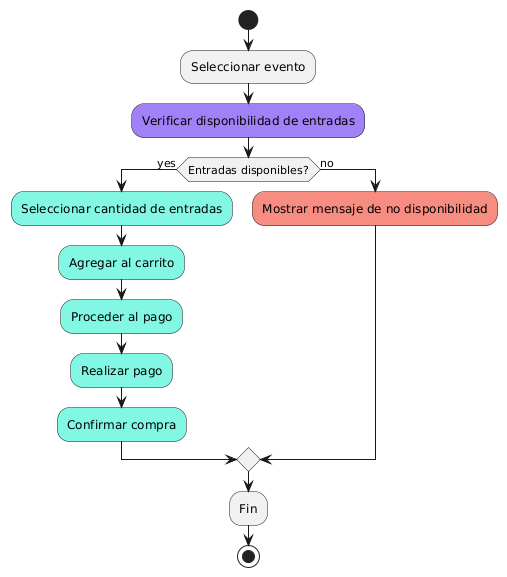 Seleccionar evento
Verificar disponibilidad de entradas
yes
Entradas disponibles?
no
Seleccionar cantidad de entradas
Mostrar mensaje de no disponibilidad
Agregar al carrito
Proceder al pago
Realizar pago
Confirmar compra
Fin